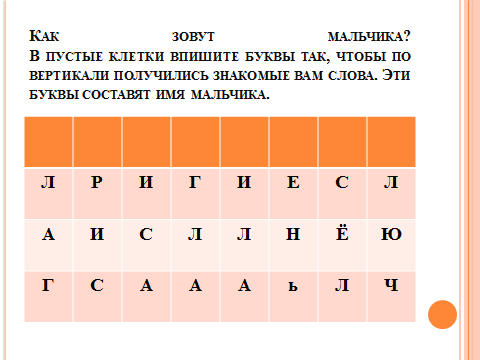 Как зовут мальчика?
В пустые клетки впишите буквы так, чтобы по
вертикали получились знакомые вам слова. Эти
буквы составят имя мальчика.
Л Р И Г И Е С Л
А И С Л Л Н Ё Ю
Г С А А А ь Л Ч